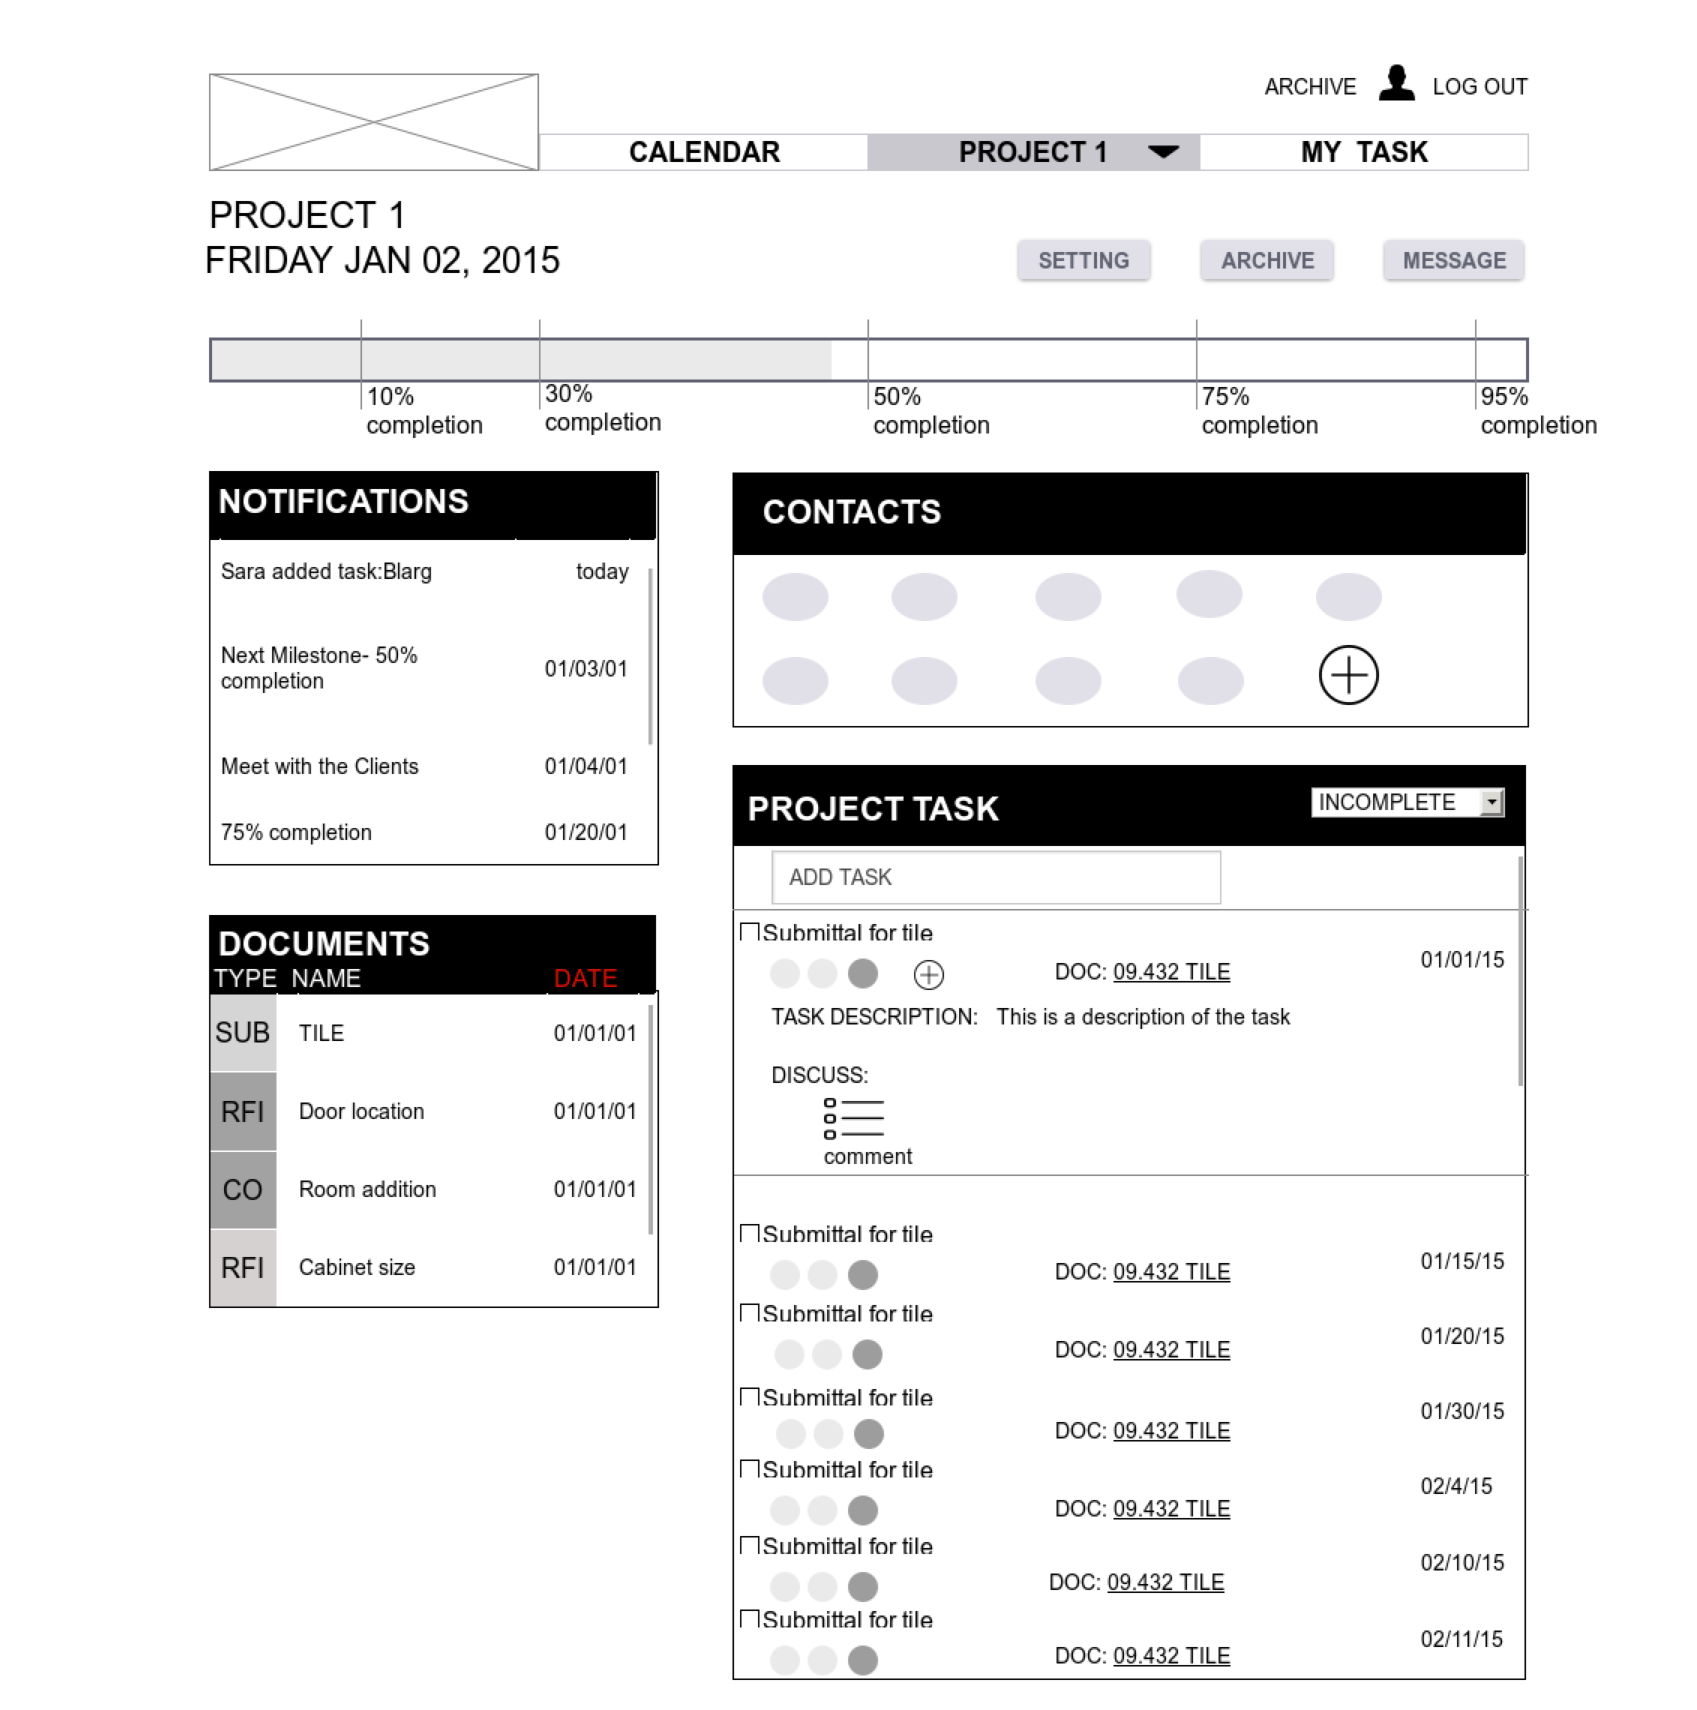 ARCHIVE LOG OUT
CALENDAR PROJECT 1 MY TASK
PROJECT 1
FRIDAY JAN 02, 2015
SETTING ARCHIVE MESSAGE
10% completion
30% completion
50% completion
75% completion
95% completion
NOTIFICATIONS
Sara added task:Blarg today
Next Milestone- 50%
completion 01/03/01
Meet with the Clients 01/04/01
75% completion 01/20/01
DOCUMENTS
TYPE NAME DATE
SUB TILE 01/01/01
RFI Door location 01/01/01
CO Room addition 01/01/01
RFI Cabinet size 01/01/01
CONTACTS
PROJECT TASK INCOMPLETE
ADD TASK
Submittal for tile
DOC: 09.432 TILE 01/01/15
TASK DESCRIPTION: This is a description of the task
DISCUSS:
comment
Submittal for tile
DOC: 09.432 TILE 01/15/15
Submittal for tile
DOC: 09.432 TILE 01/20/15
Submittal for tile
DOC: 09.432 TILE 01/30/15
Submittal for tile
DOC: 09.432 TILE 02/4/15
Submittal for tile
DOC: 09.432 TILE 02/10/15
Submittal for tile
DOC: 09.432 TILE 02/11/15